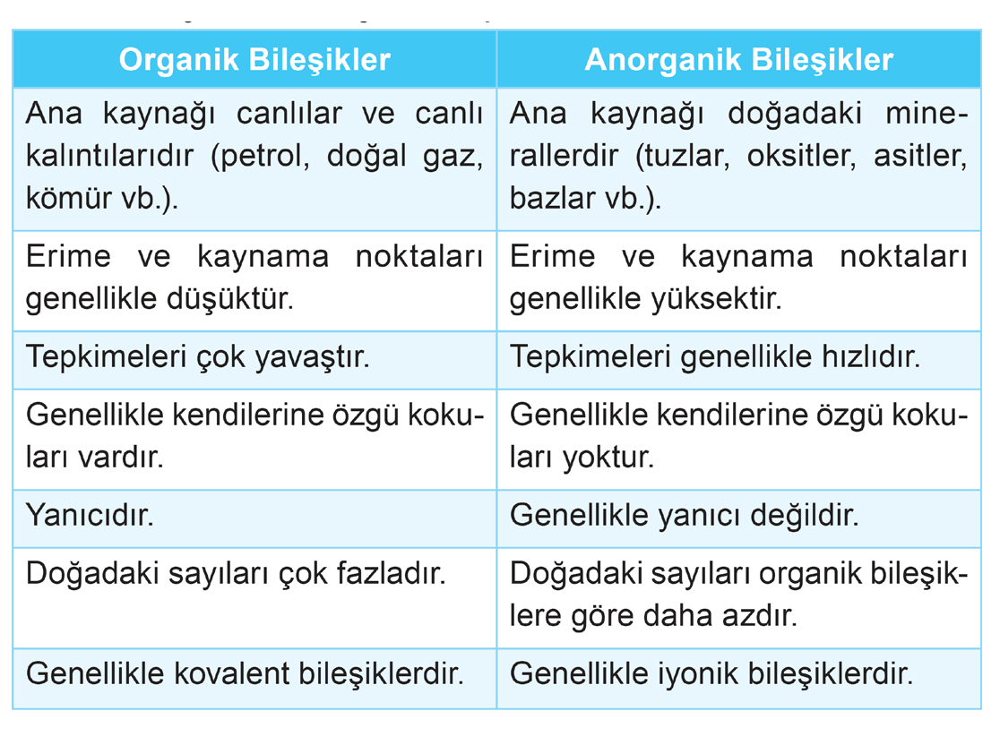 Organik Bileşikler
Anorganik Bileşikler
Ana kaynağı canlılar ve canlı
kalıntılarıdır (petrol, doğal gaz,
kömür vb.).
Ana kaynağı doğadaki mine-
rallerdir (tuzlar, oksitler, asitler,
bazlar vb.).
Erime ve kaynama noktaları
genellikle düşüktür.
Erime ve kaynama noktaları
genellikle yüksektir.
Tepkimeleri çok yavaştır.
Tepkimeleri genellikle hızlıdır.
Genellikle kendilerine özgü koku-
ları vardır.
Genellikle kendilerine özgü koku-
ları yoktur.
Yanıcıdır.
Genellikle yanıcı değildir.
Doğadaki sayıları çok fazladır.
Doğadaki sayıları organik bileşik-
lere göre daha azdır.
Genellikle kovalent bileşiklerdir.
Genellikle iyonik bileşiklerdir.